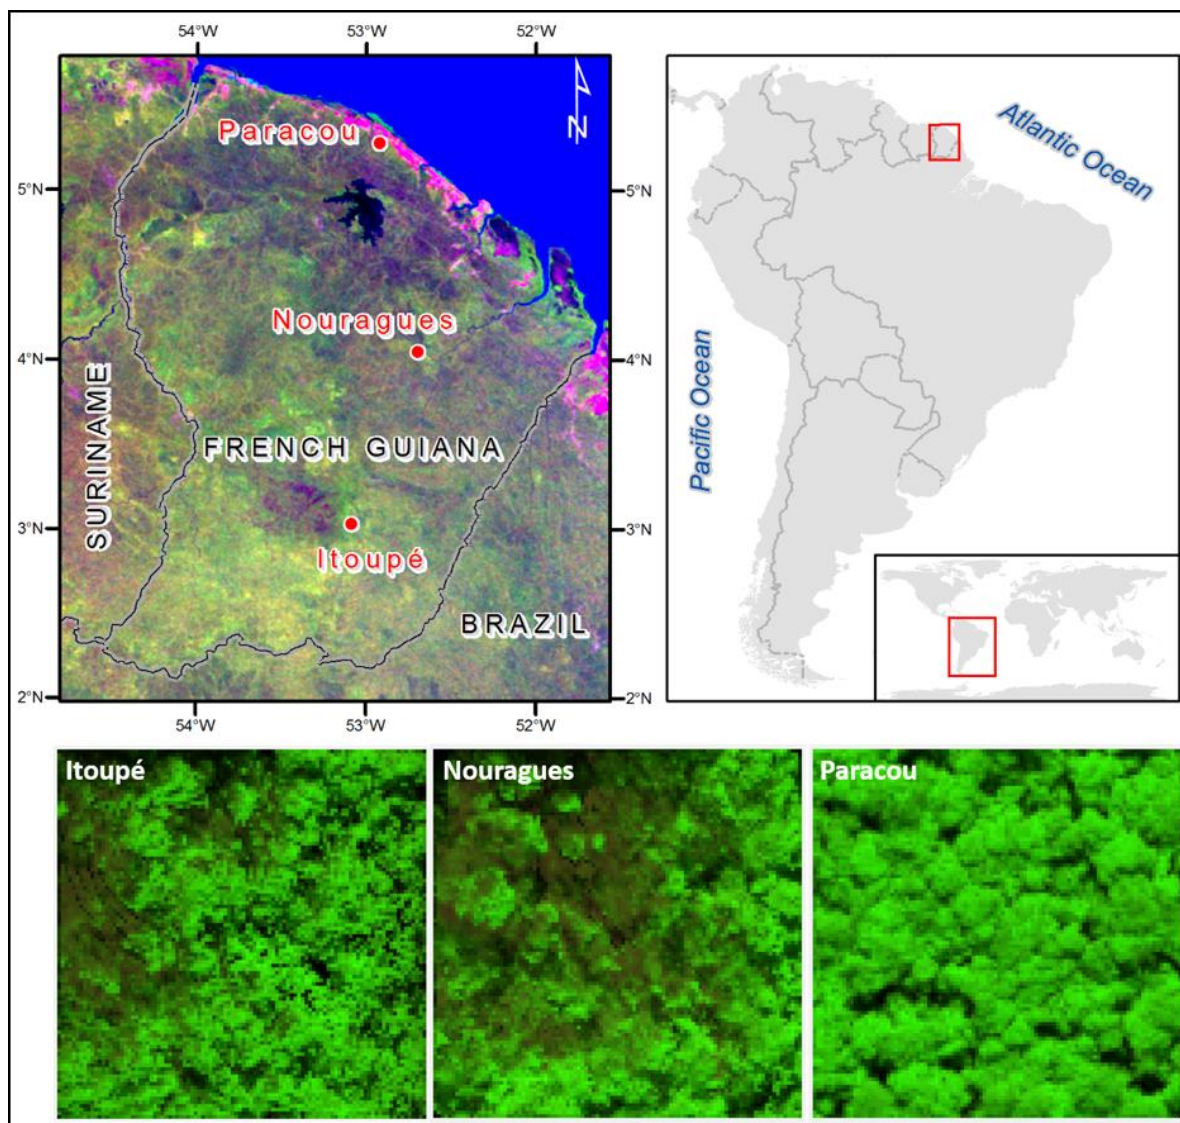 54°W 53°W 52°W
N
Paracou
5°N 5°N
Nouragues
4°N 4°N
SURINAME
FRENCH GUIANA
3°N 3°N
Itoupé
BRAZIL
2°N 2°N
54°W 53°W 52°W
Atlantic Ocean
Pacific Ocean
Itoupé
Nouragues
Paracou